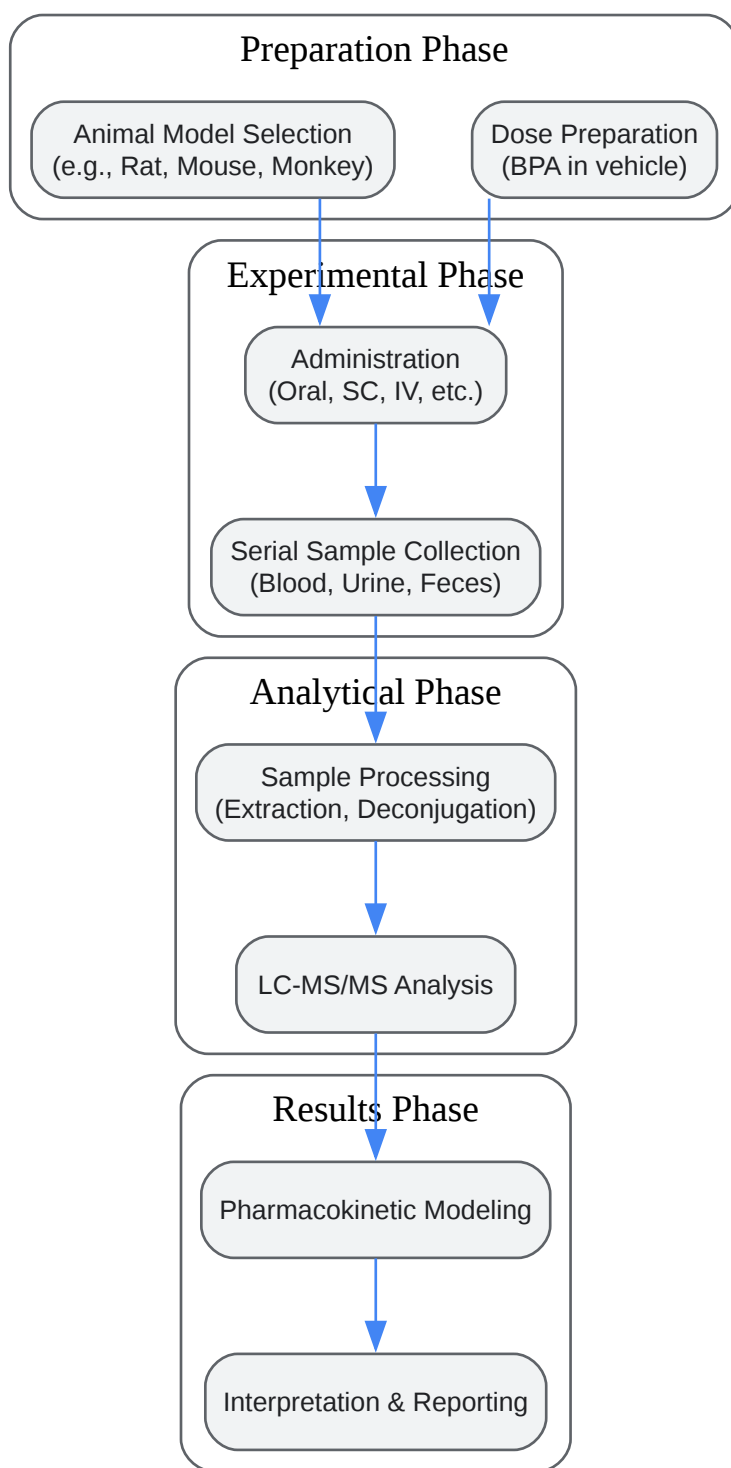 Preparation Phase
Animal Model Selection
(e.g., Rat, Mouse, Monkey)
Dose Preparation
(BPA in vehicle)
Experimental Phase
Administration
(Oral, SC, IV, etc.)
Serial Sample Collection
(Blood, Urine, Feces)
Analytical Phase
Sample Processing
(Extraction, Deconjugation)
LC-MS/MS Analysis
Results Phase
Pharmacokinetic Modeling
Interpretation & Reporting